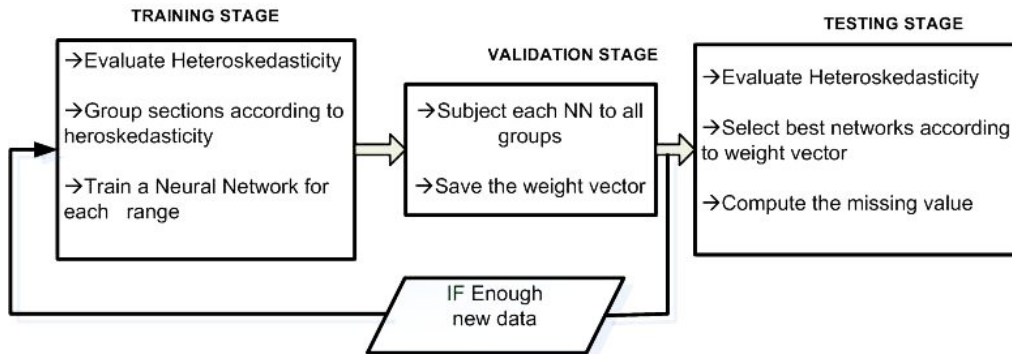 TRAINING STAGE
→Evaluate Heteroskedasticity
→Group sections according to
heroskedasticity
→Train a Neural Network for
each range
VALIDATION STAGE
→Subject each NN to all
groups
→Save the weight vector
TESTING STAGE
→Evaluate Heteroskedasticity
→Select best networks according
to weight vector
→Compute the missing value
IF Enough
new data